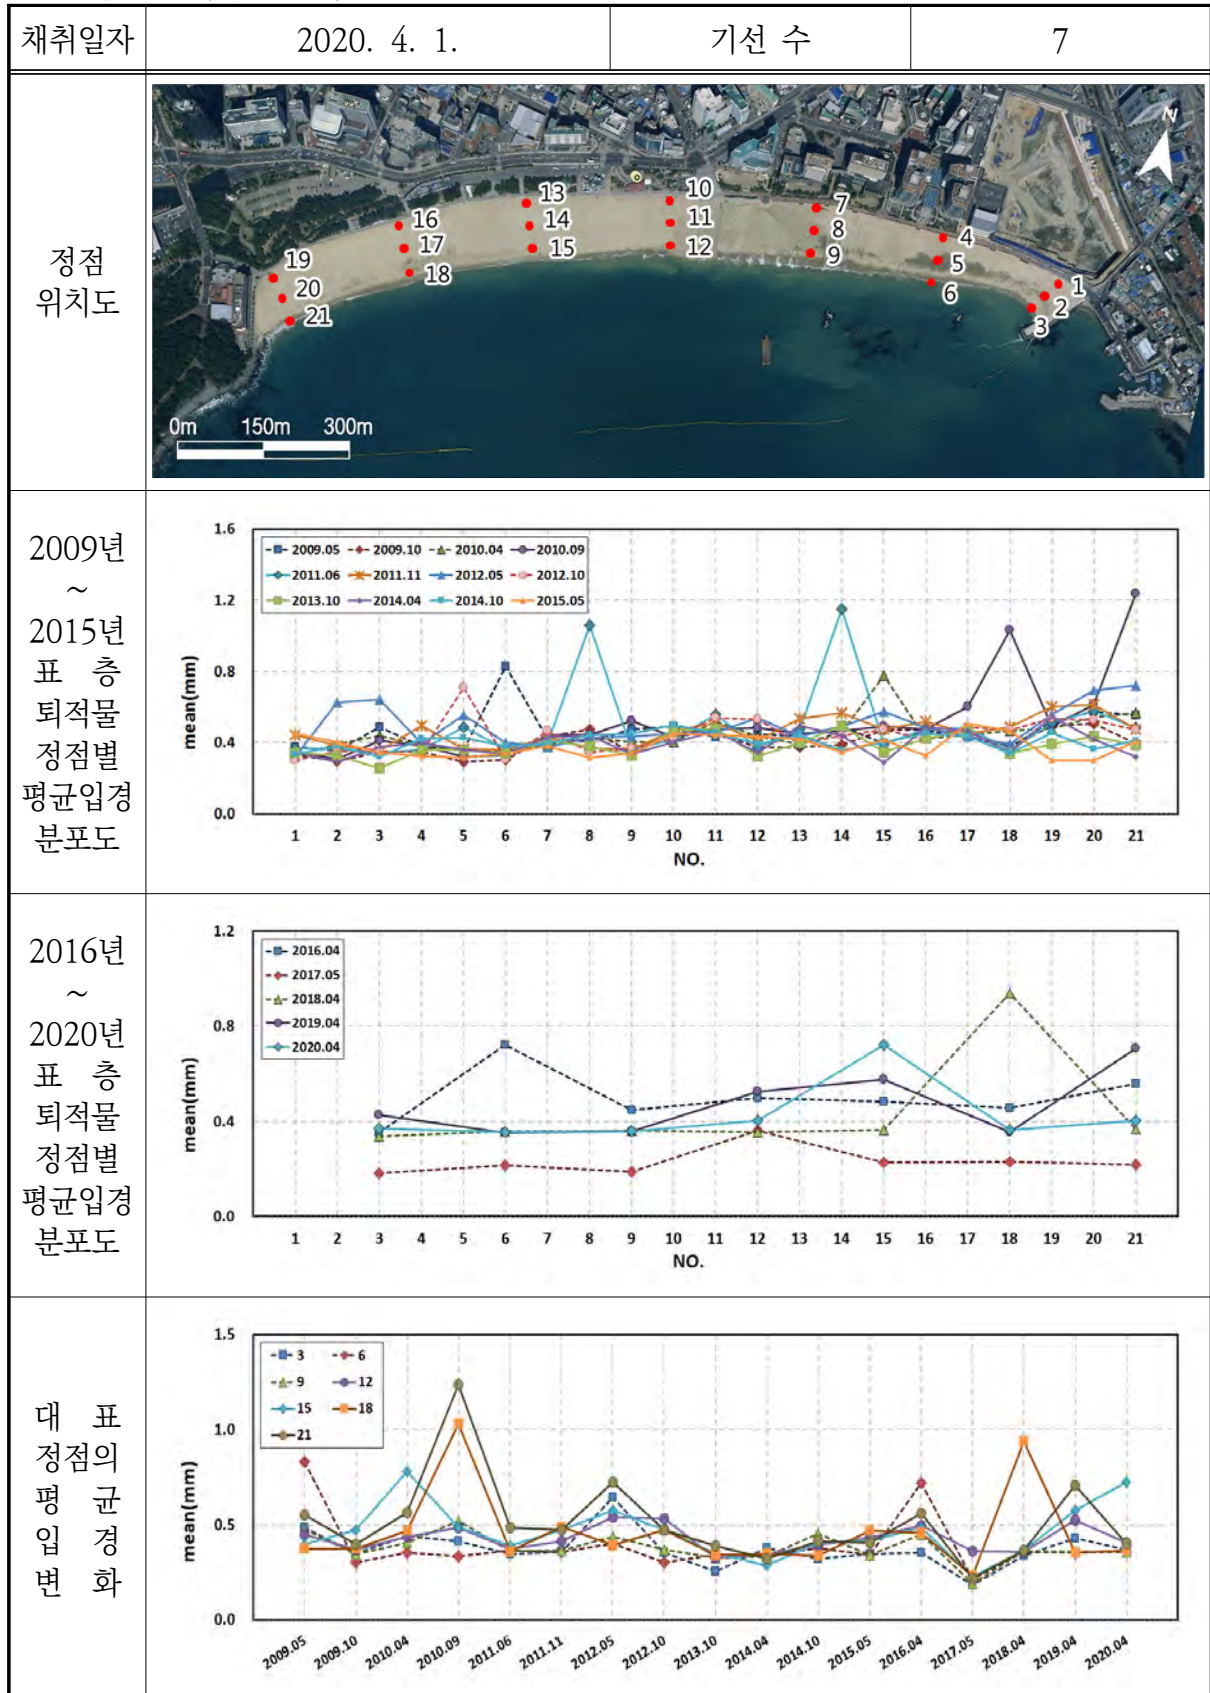 채취일자 2020. 4. 1. 기선 수 7
정점
위치도
N
1
2
3
4
5
6
7
8
9
10
11
12
13
14
15
16
17
18
19
20
21
0m 150m 300m
2009년
~
2015년
표 층
퇴적물
정점별
평균입경
분포도
mean(mm)
1.6
1.2
0.8
0.4
0.0
2009.05 2009.10 2010.04 2010.09
2011.06 2011.11 2012.05 2012.10
2013.10 2014.04 2014.10 2015.05
1 2 3 4 5 6 7 8 9 10 11 12 13 14 15 16 17 18 19 20 21
NO.
2016년
~
2020년
표 층
퇴적물
정점별
평균입경
분포도
mean(mm)
1.2
0.8
0.4
0.0
2016.04
2017.05
2018.04
2019.04
2020.04
1 2 3 4 5 6 7 8 9 10 11 12 13 14 15 16 17 18 19 20 21
NO.
대 표
정점의
평 균
입 경
변 화
mean(mm)
1.5
1.0
0.5
0.0
3 6
9 12
15 18
21
2009.05 2009.10 2010.04 2010.09 2011.06 2011.11 2012.05 2012.10 2013.10 2014.04 2014.10 2015.05 2016.04 2017.05 2018.04 2019.04 2020.04